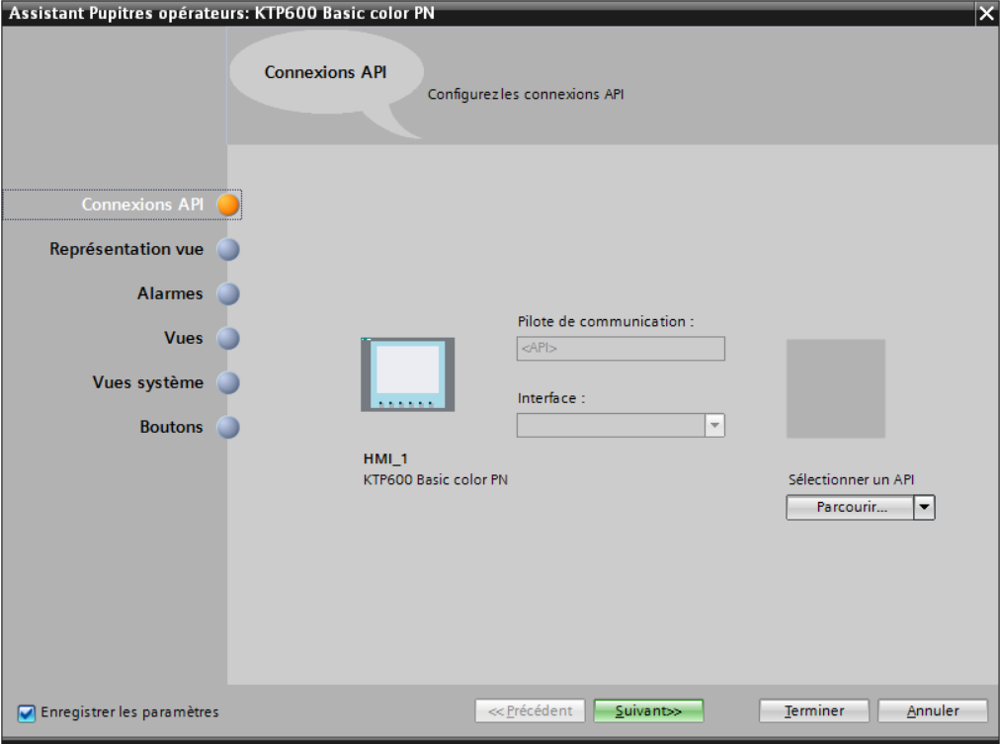 Assistant Pupitres opérateurs: KTP600 Basic color PN
Connexions API
Configurez les connexions API
Connexions API
Représentation vue
Alarmes
Vues
Vues système
Boutons
Pilote de communication :
<API>
Interface :
HMI_1
KTP600 Basic color PN
Sélectionner un API
Parcourir...
Enregistrer les paramètres
<< Précédent
Suivant>>
Terminer
Annuler